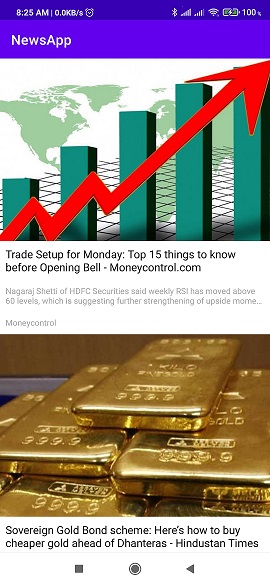 8:25 AM | 0.0KB/s
100%
NewsApp
Trade Setup for Monday: Top 15 things to know
before Opening Bell - Moneycontrol.com
Nagaraj Shetti of HDFC Securities said weekly RSI has moved above
60 levels, which is suggesting further strengthening of upside mome...
Moneycontrol
Sovereign Gold Bond scheme: Here’s how to buy
cheaper gold ahead of Dhanteras - Hindustan Times